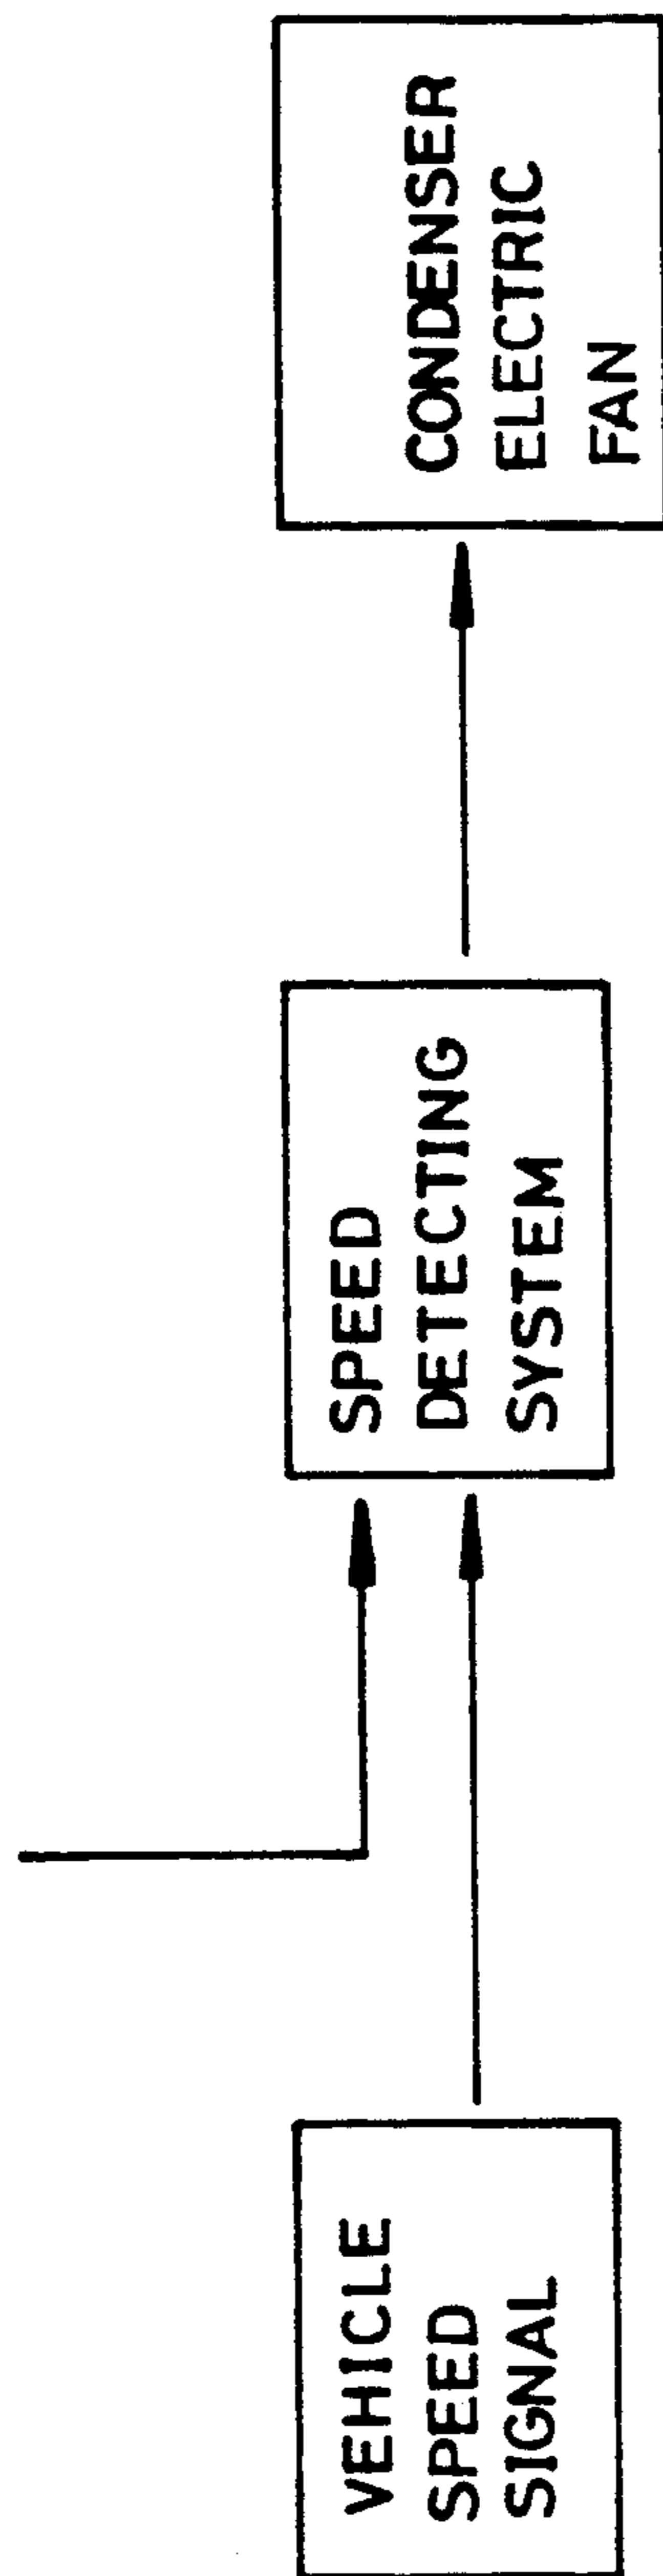 VEHICLE
SPEED
SIGNAL
SPEED
DETECTING
SYSTEM
CONDENSER
ELECTRIC
FAN